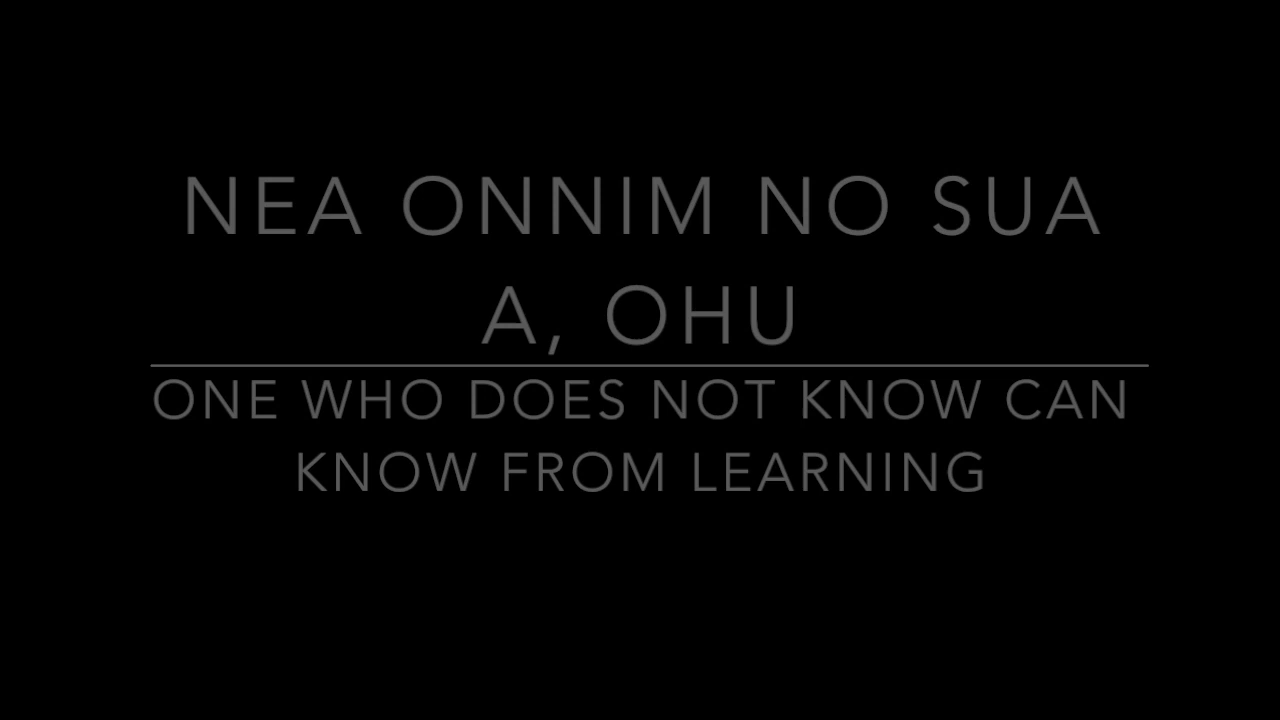 NEA ONNIM NO SUA
A, OHU
ONE WHO DOES NOT KNOW CAN
KNOW FROM LEARNING